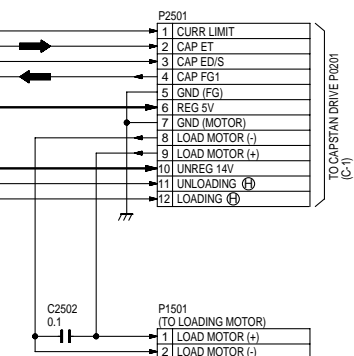 P2501
1 CURR LIMIT
2 CAP ET
3 CAP ED/S
4 CAP FG1
5 GND (FG)
6 REG 5V
7 GND (MOTOR)
8 LOAD MOTOR (-)
9 LOAD MOTOR (+)
10 UNREG 14V
11 UNLOADING Ⓗ
12 LOADING Ⓗ
TO CAPSTAN DRIVE P0201
(C-1)
C2502
0.1
P1501
(TO LOADING MOTOR)
1 LOAD MOTOR (+)
2 LOAD MOTOR (-)